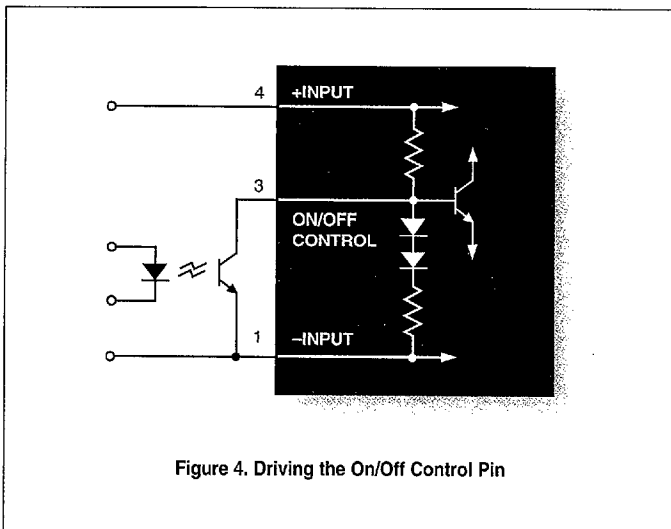 4 +INPUT
3
ON/OFF
CONTROL
1 –INPUT
Figure 4. Driving the On/Off Control Pin